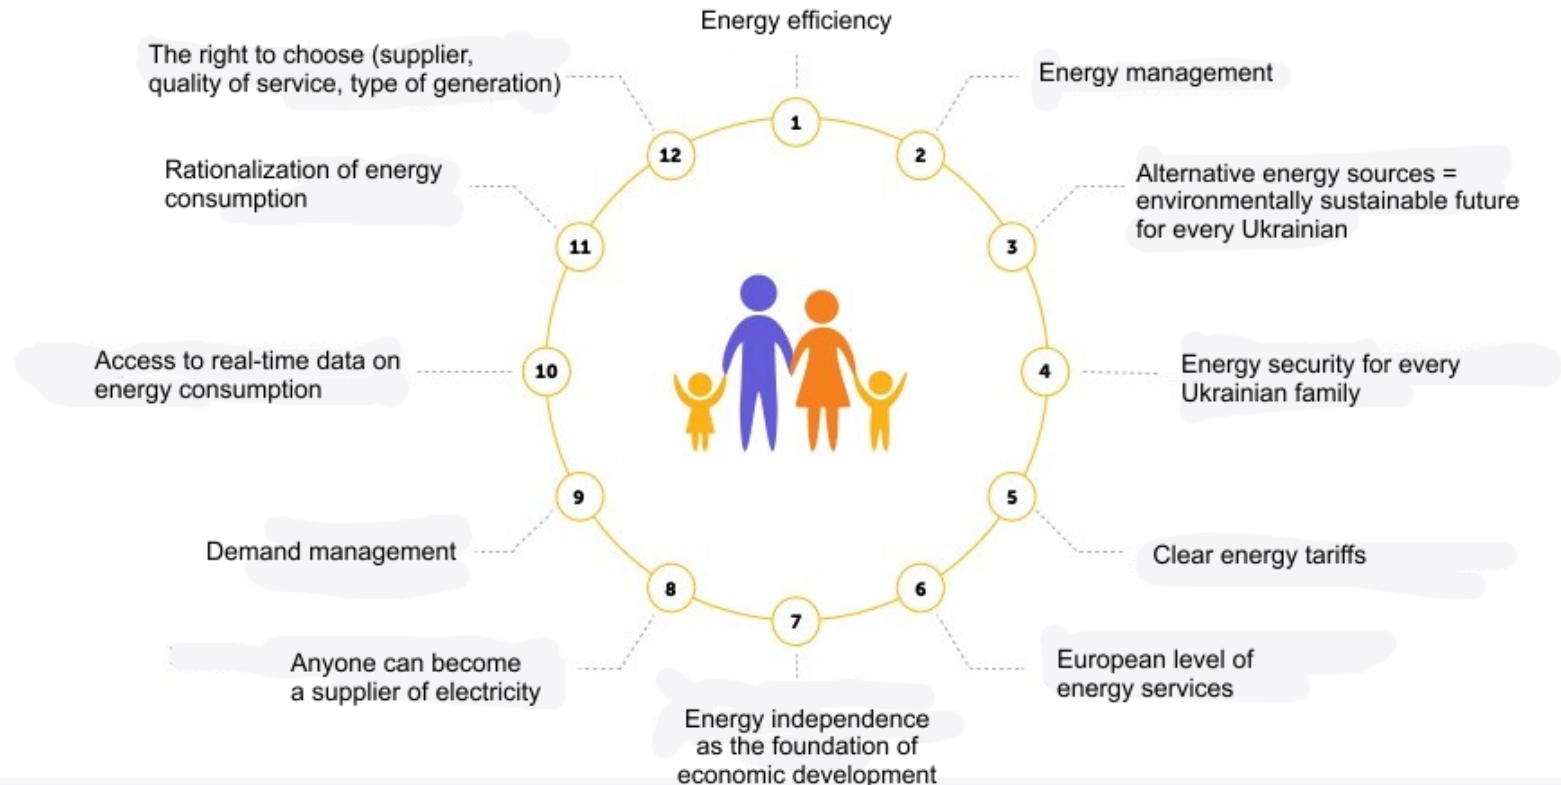 Energy efficiency
1
Energy management
2
Alternative energy sources =
environmentally sustainable future
for every Ukrainian
3
Energy security for every
Ukrainian family
4
Clear energy tariffs
5
European level of
energy services
6
Energy independence
as the foundation of
economic development
7
Anyone can become
a supplier of electricity
8
Demand management
9
Access to real-time data on
energy consumption
10
Rationalization of energy
consumption
11
The right to choose (supplier,
quality of service, type of generation)
12